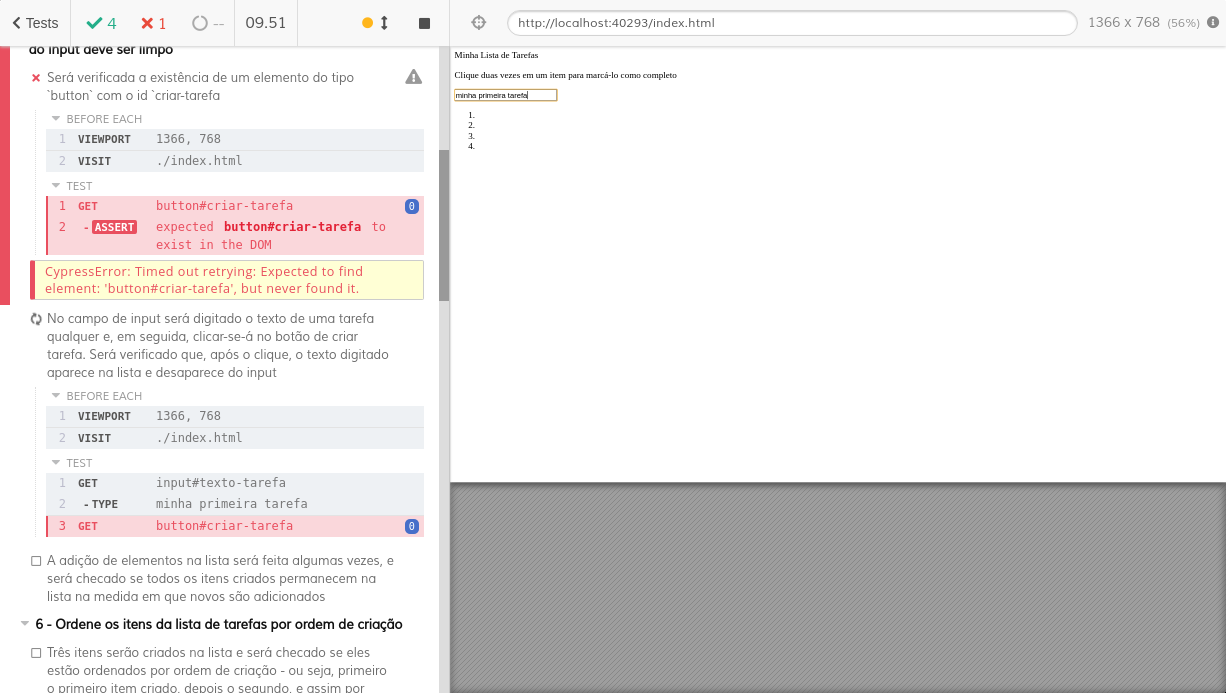 Tests
4
1
--
09.51
http://localhost:40293/index.html
1366 x 768 (56%)
do input deve ser limpo
Será verificada a existência de um elemento do tipo
`button` com o id `criar-tarefa
BEFORE EACH
1 VIEWPORT 1366, 768
2 VISIT ./index.html
TEST
1 GET button#criar-tarefa 0
2 -ASSERT expected button#criar-tarefa to
exist in the DOM
CypressError: Timed out retrying: Expected to find
element: 'button#criar-tarefa', but never found it.
No campo de input será digitado o texto de uma tarefa
qualquer e, em seguida, clicar-se-á no botão de criar
tarefa. Será verificado que, após o clique, o texto digitado
aparece na lista e desaparece do input
BEFORE EACH
1 VIEWPORT 1366, 768
2 VISIT ./index.html
TEST
1 GET input#texto-tarefa
2 -TYPE minha primeira tarefa
3 GET button#criar-tarefa 0
A adição de elementos na lista será feita algumas vezes, e
será checado se todos os itens criados permanecem na
lista na medida em que novos são adicionados
6 - Ordene os itens da lista de tarefas por ordem de criação
Três itens serão criados na lista e será checado se eles
estão ordenados por ordem de criação - ou seja, primeiro
o primeiro item criado, depois o segundo, e assim por
Minha Lista de Tarefas
Clique duas vezes em um item para marcá-lo como completo
minha primeira tarefa
1.
2.
3.
4.